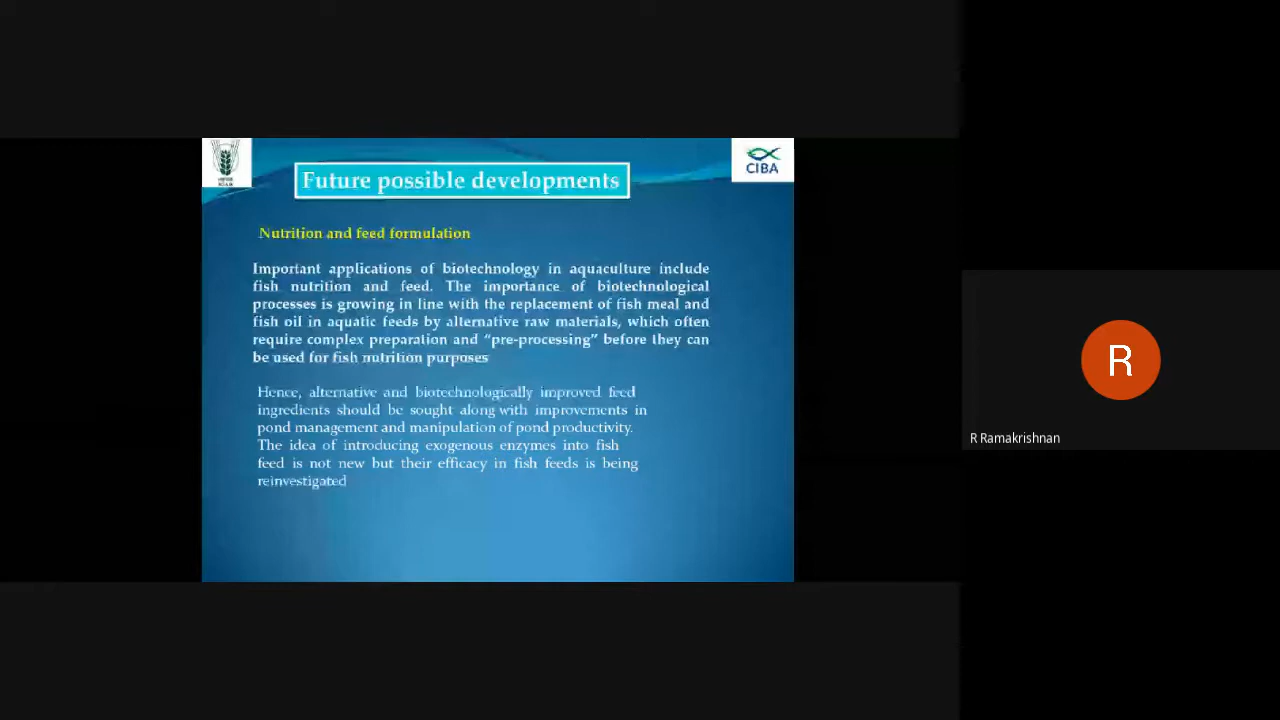 CIBA
Future possible developments
Nutrition and feed formulation
Important applications of biotechnology in aquaculture include
fish nutrition and feed. The importance of biotechnological
processes is growing in line with the replacement of fish meal and
fish oil in aquatic feeds by alternative raw materials, which often
require complex preparation and “pre-processing” before they can
be used for fish nutrition purposes
Hence, alternative and biotechnologically improved feed
ingredients should be sought along with improvements in
pond management and manipulation of pond productivity.
The idea of introducing exogenous enzymes into fish
feed is not new but their efficacy in fish feeds is being
reinvestigated
R
R Ramakrishnan